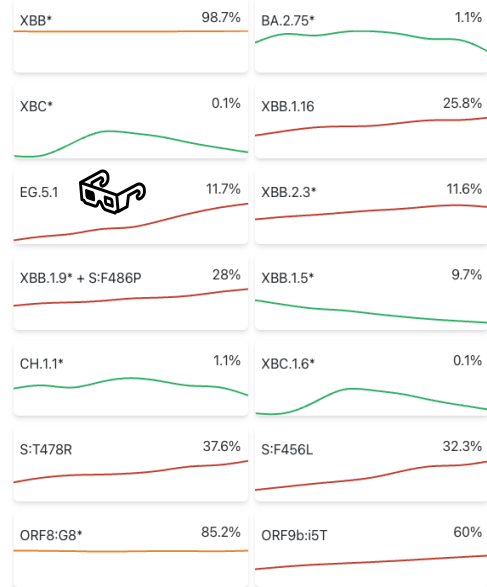 XBB* 98.7%
BA.2.75* 1.1%
XBC* 0.1%
XBB.1.16 25.8%
EG.5.1 11.7%
XBB.2.3* 11.6%
XBB.1.9* + S:F486P 28%
XBB.1.5* 9.7%
CH.1.1* 1.1%
XBC.1.6* 0.1%
S:T478R 37.6%
S:F456L 32.3%
ORF8:G8* 85.2%
ORF9b:i5T 60%